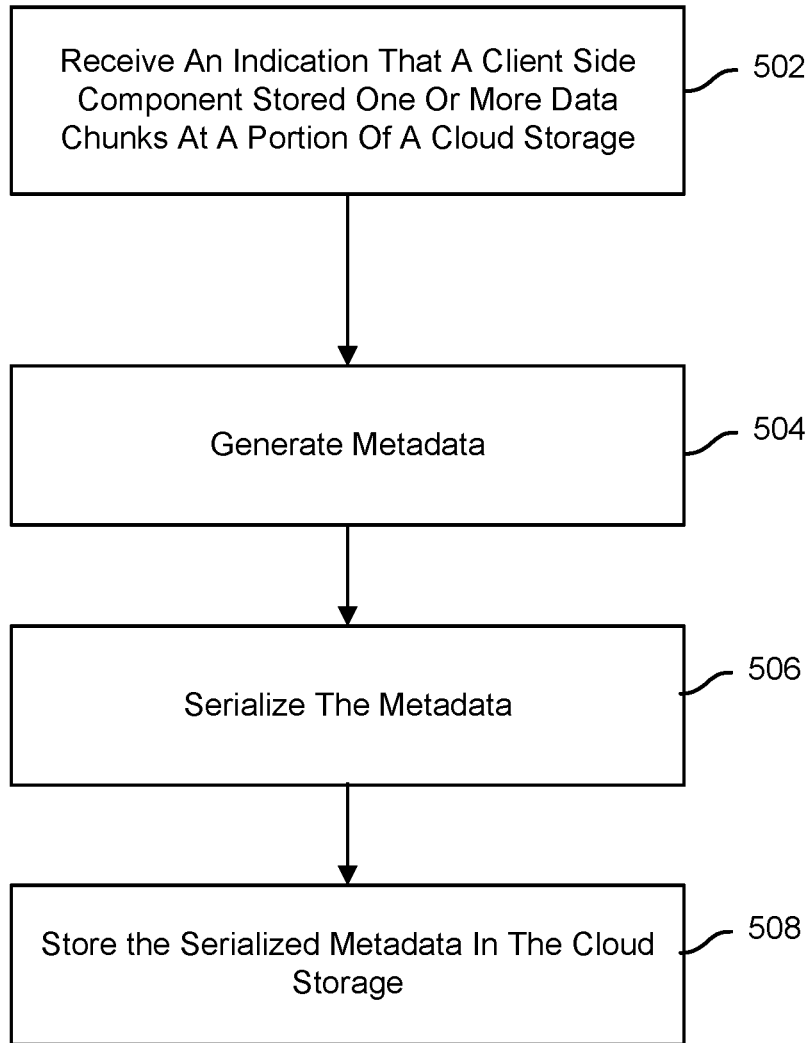 Receive An Indication That A Client Side
Component Stored One Or More Data
Chunks At A Portion Of A Cloud Storage
502
Generate Metadata
504
Serialize The Metadata
506
Store the Serialized Metadata In The Cloud
Storage
508